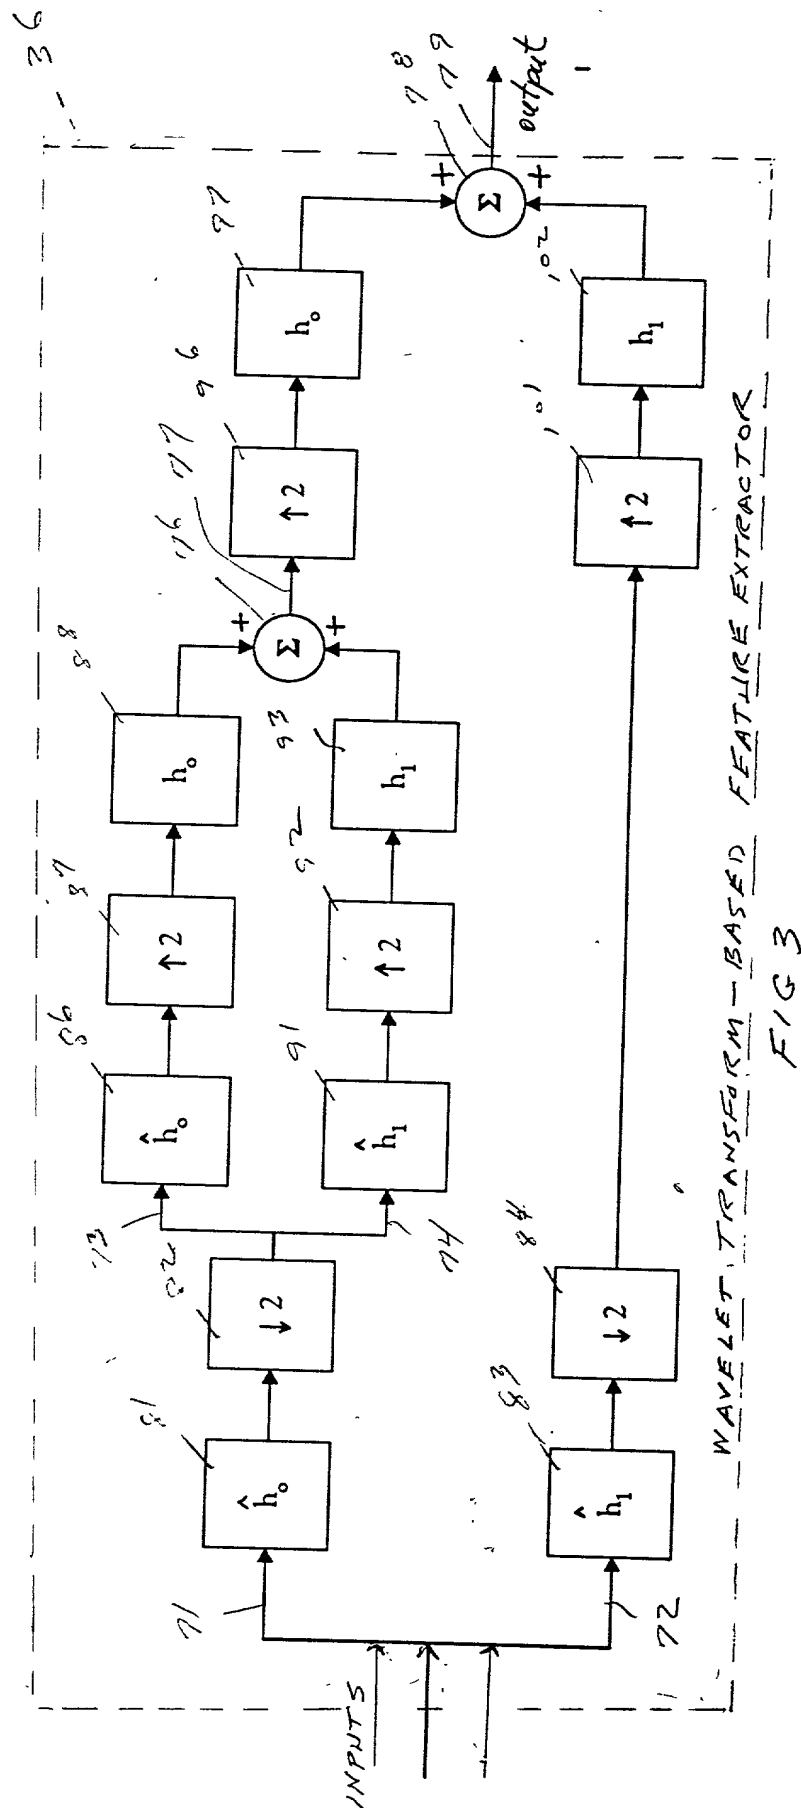 36
INPUTS
71
ĥ₀
81
↓2
82
73
ĥ₀
86
↑2
87
h₀
88
74
ĥ₁
91
↑2
92
h₁
93
+
+
Σ
76
77
↑2
96
h₀
97
72
ĥ₁
83
↓2
84
↑2
101
h₁
102
+
+
Σ
78
79
output
WAVELET TRANSFORM-BASED FEATURE EXTRACTOR
FIG 3